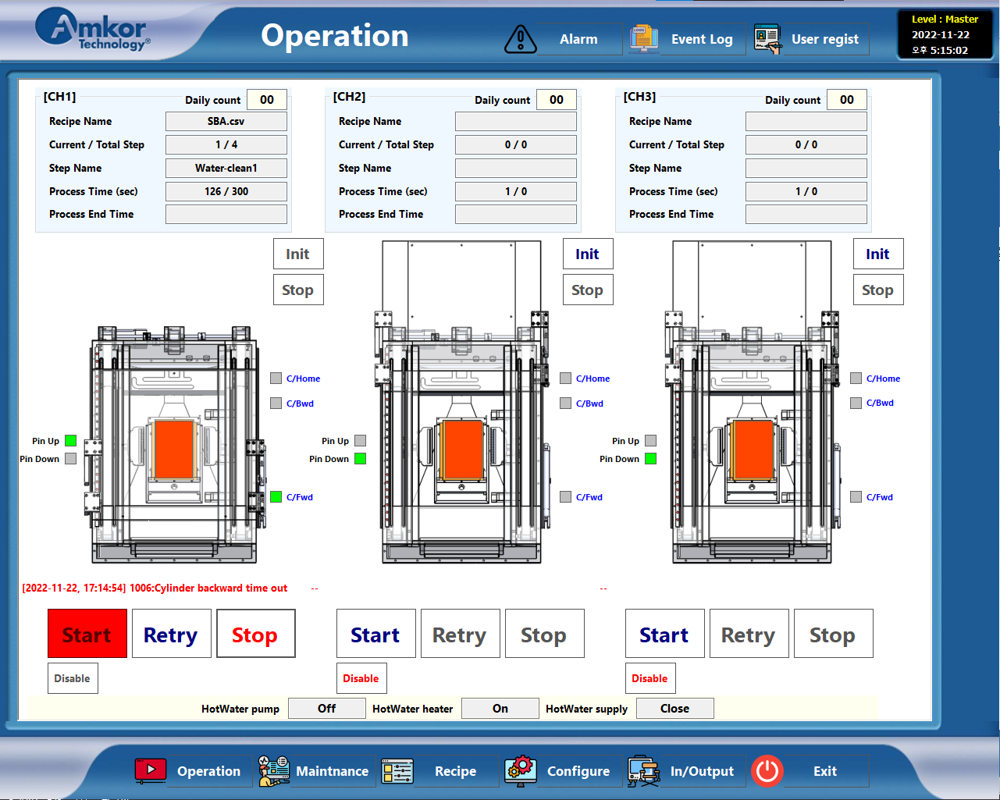 Amkor
Technology®
Operation
Alarm
Event Log
User regist
Level : Master
2022-11-22
오후 5:15:02
[CH1]
Daily count 00
Recipe Name SBA.csv
Current / Total Step 1 / 4
Step Name Water-clean1
Process Time (sec) 126 / 300
Process End Time
[CH2]
Daily count 00
Recipe Name
Current / Total Step 0 / 0
Step Name
Process Time (sec) 1 / 0
Process End Time
[CH3]
Daily count 00
Recipe Name
Current / Total Step 0 / 0
Step Name
Process Time (sec) 1 / 0
Process End Time
Init
Stop
C/Home
C/Bwd
Pin Up
Pin Down
C/Fwd
Init
Stop
C/Home
C/Bwd
Pin Up
Pin Down
C/Fwd
Init
Stop
C/Home
C/Bwd
Pin Up
Pin Down
C/Fwd
[2022-11-22, 17:14:54] 1006:Cylinder backward time out -- --
Start Retry Stop
Disable
Start Retry Stop
Disable
Start Retry Stop
Disable
HotWater pump Off HotWater heater On HotWater supply Close
Operation
Maintnance
Recipe
Configure
In/Output
Exit